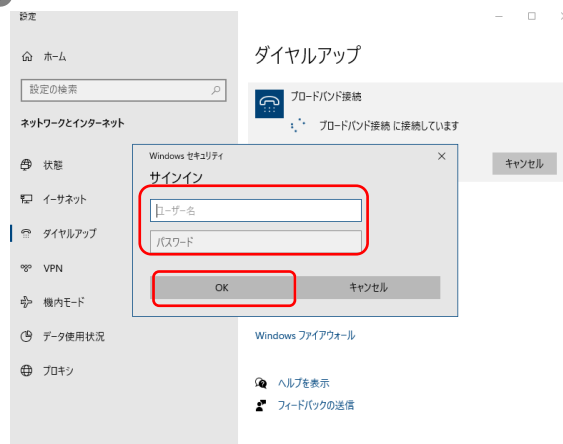 設定
ホーム
設定の検索
ネットワークとインターネット
状態
イーサネット
ダイヤルアップ
VPN
機内モード
データ使用状況
プロキシ
ダイヤルアップ
ブロードバンド接続
ブロードバンド接続 に接続しています
キャンセル
Windows セキュリティ
サインイン
ユーザー名
パスワード
OK
キャンセル
Windows ファイアウォール
ヘルプを表示
フィードバックの送信